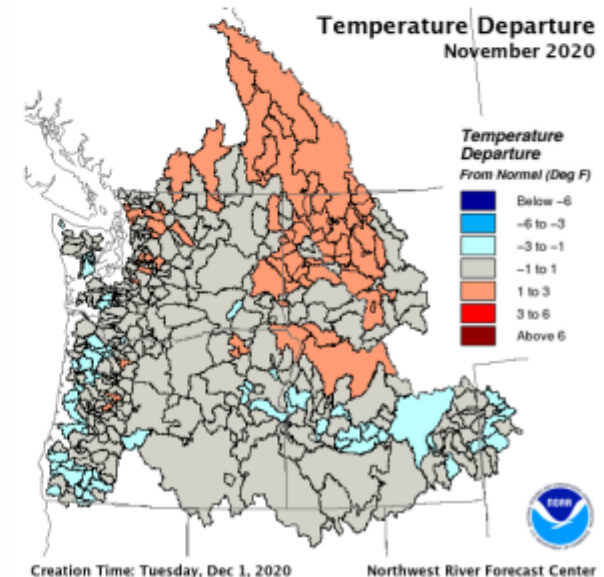 Temperature Departure
November 2020
Temperature
Departure
From Normal (Deg F)
Below -6
-6 to -3
-3 to -1
-1 to 1
1 to 3
3 to 6
Above 6
noaa
Creation Time: Tuesday, Dec 1, 2020
Northwest River Forecast Center